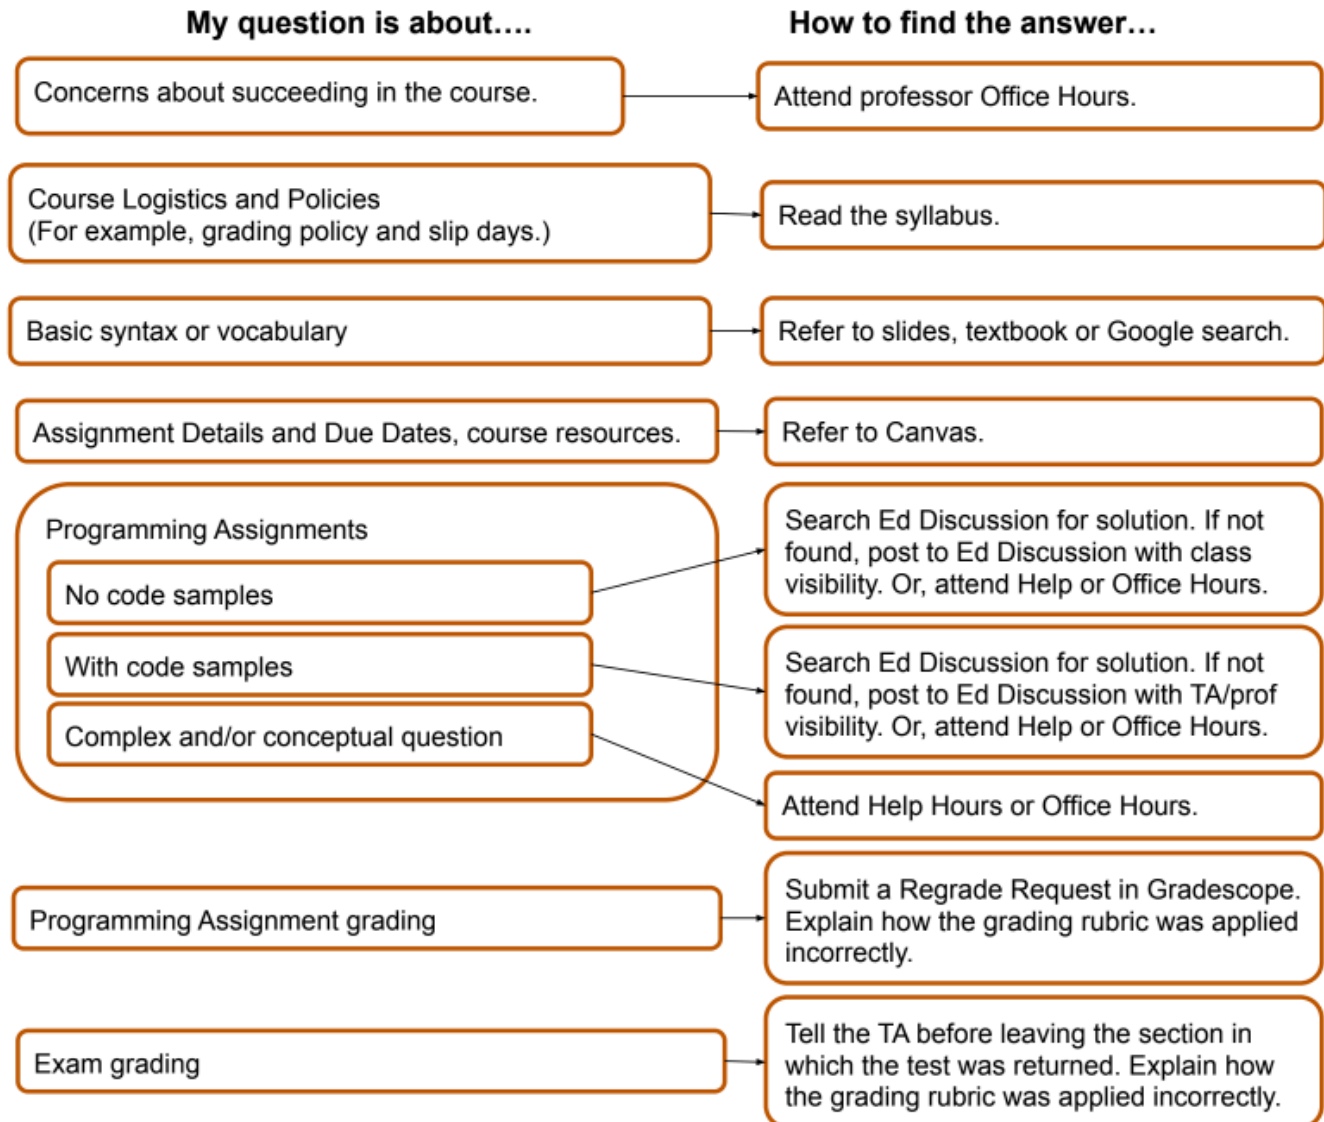 My question is about....
How to find the answer...
Concerns about succeeding in the course.
Attend professor Office Hours.
Course Logistics and Policies
(For example, grading policy and slip days.)
Read the syllabus.
Basic syntax or vocabulary
Refer to slides, textbook or Google search.
Assignment Details and Due Dates, course resources.
Refer to Canvas.
Programming Assignments
No code samples
Search Ed Discussion for solution. If not
found, post to Ed Discussion with class
visibility. Or, attend Help or Office Hours.
With code samples
Search Ed Discussion for solution. If not
found, post to Ed Discussion with TA/prof
visibility. Or, attend Help or Office Hours.
Complex and/or conceptual question
Attend Help Hours or Office Hours.
Programming Assignment grading
Submit a Regrade Request in Gradescope.
Explain how the grading rubric was applied
incorrectly.
Exam grading
Tell the TA before leaving the section in
which the test was returned. Explain how
the grading rubric was applied incorrectly.